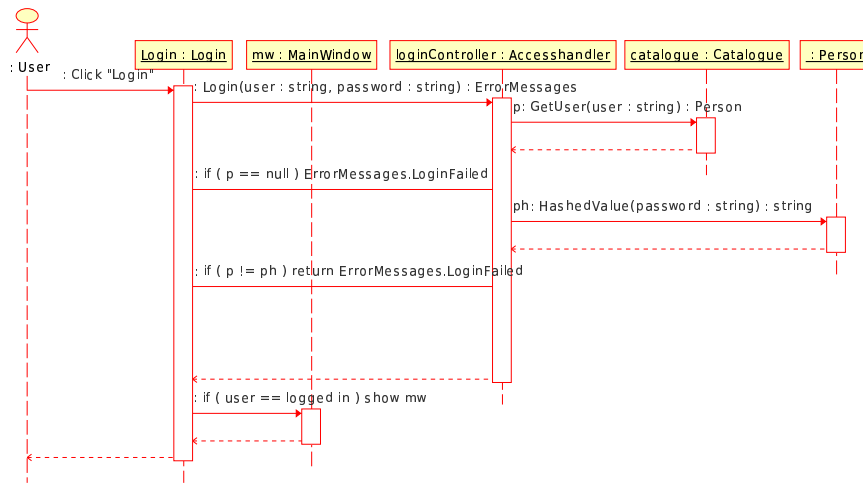 Login : Login
mw : MainWindow
loginController : Accesshandler
catalogue : Catalogue
: Person
: User
: Click "Login"
: Login(user : string, password : string) : ErrorMessages
p: GetUser(user : string) : Person
: if ( p == null ) ErrorMessages.LoginFailed
ph: HashedValue(password : string) : string
: if ( p != ph ) return ErrorMessages.LoginFailed
: if ( user == logged in ) show mw